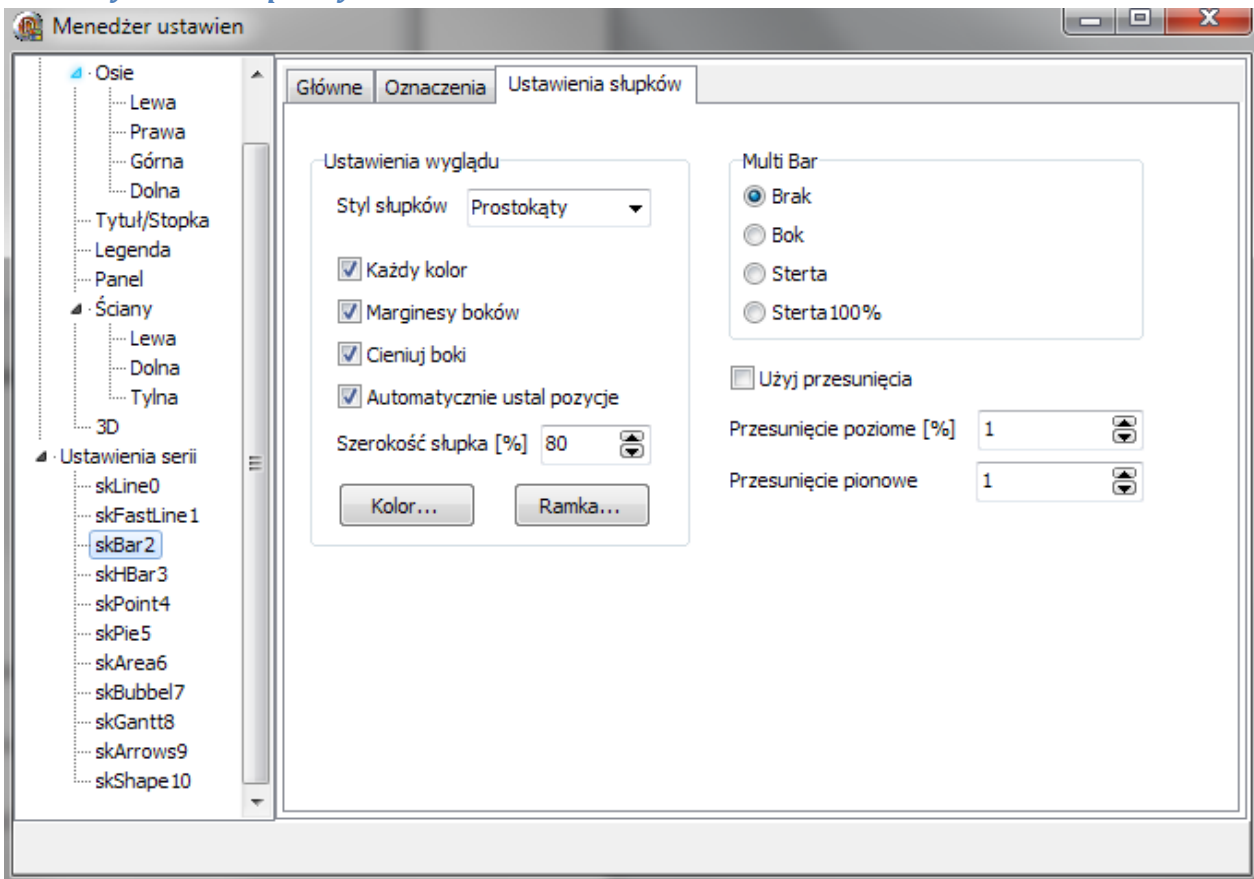 Menedżer ustawien
Osie
Lewa
Prawa
Górna
Dolna
Tytuł/Stopka
Legenda
Panel
Ściany
Lewa
Dolna
Tylna
3D
Ustawienia serii
skLine0
skFastLine1
skBar2
skHBar3
skPoint4
skPie5
skArea6
skBubbel7
skGantt8
skArrows9
skShape10
Główne Oznaczenia Ustawienia słupków
Ustawienia wyglądu
Styl słupków Prostokąty
Każdy kolor
Marginesy boków
Cieniuj boki
Automatycznie ustal pozycje
Szerokość słupka [%] 80
Kolor... Ramka...
Multi Bar
Brak
Bok
Sterta
Sterta100%
Użyj przesunięcia
Przesunięcie poziome [%] 1
Przesunięcie pionowe 1